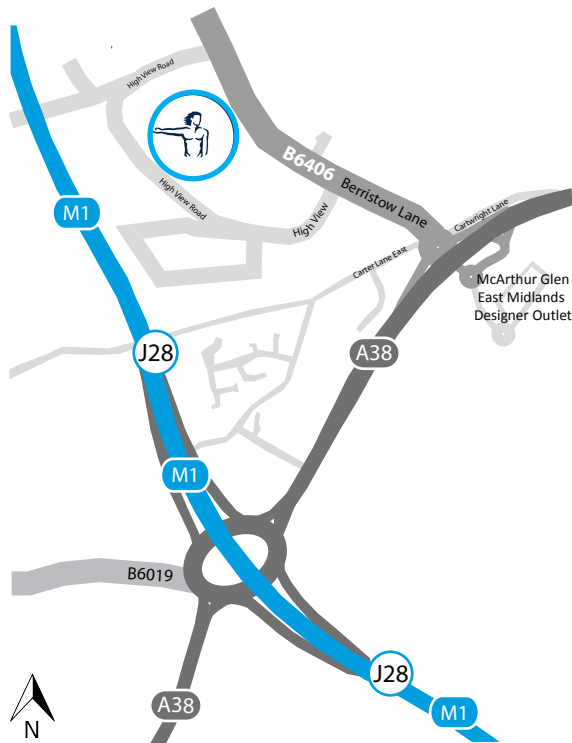 High View Road
B6406 Berristow Lane
M1
High View Road
High View
Cartwright Lane
Carter Lane East
McArthur Glen
East Midlands
Designer Outlet
J28
A38
M1
B6019
J28
A38
M1
N